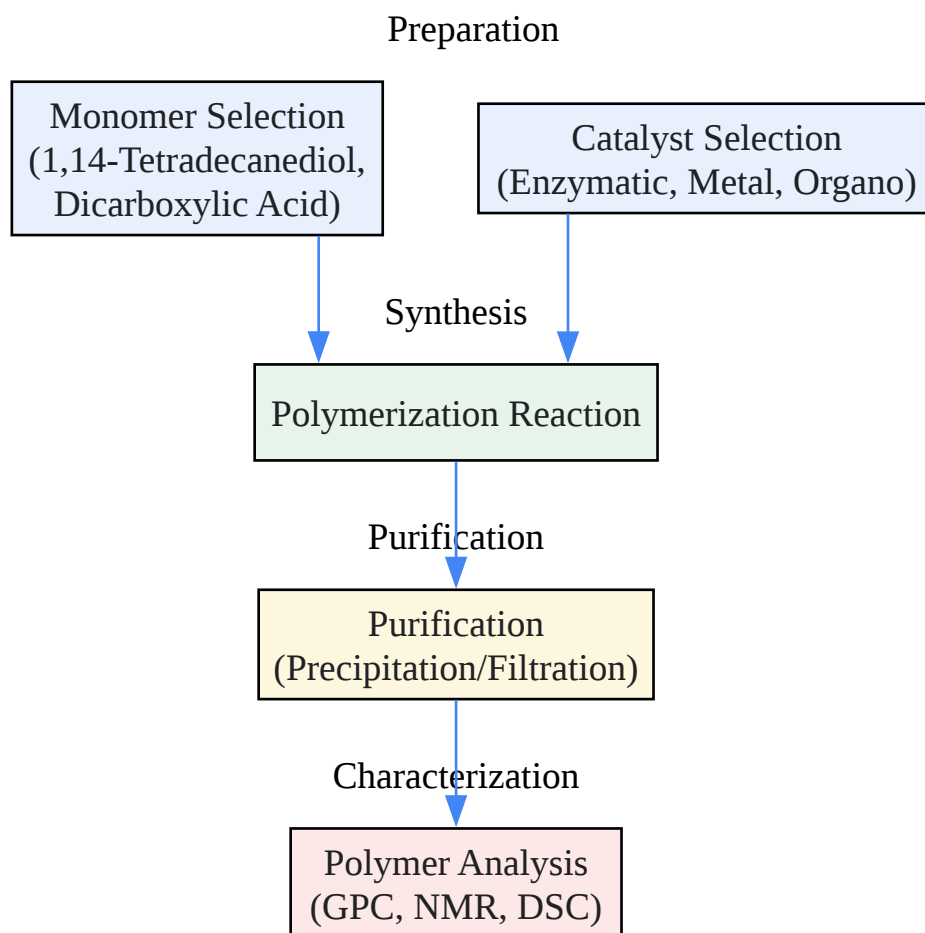 Preparation
Monomer Selection
(1,14-Tetradecanediol,
Dicarboxylic Acid)
Catalyst Selection
(Enzymatic, Metal, Organo)
Synthesis
Polymerization Reaction
Purification
Purification
(Precipitation/Filtration)
Characterization
Polymer Analysis
(GPC, NMR, DSC)